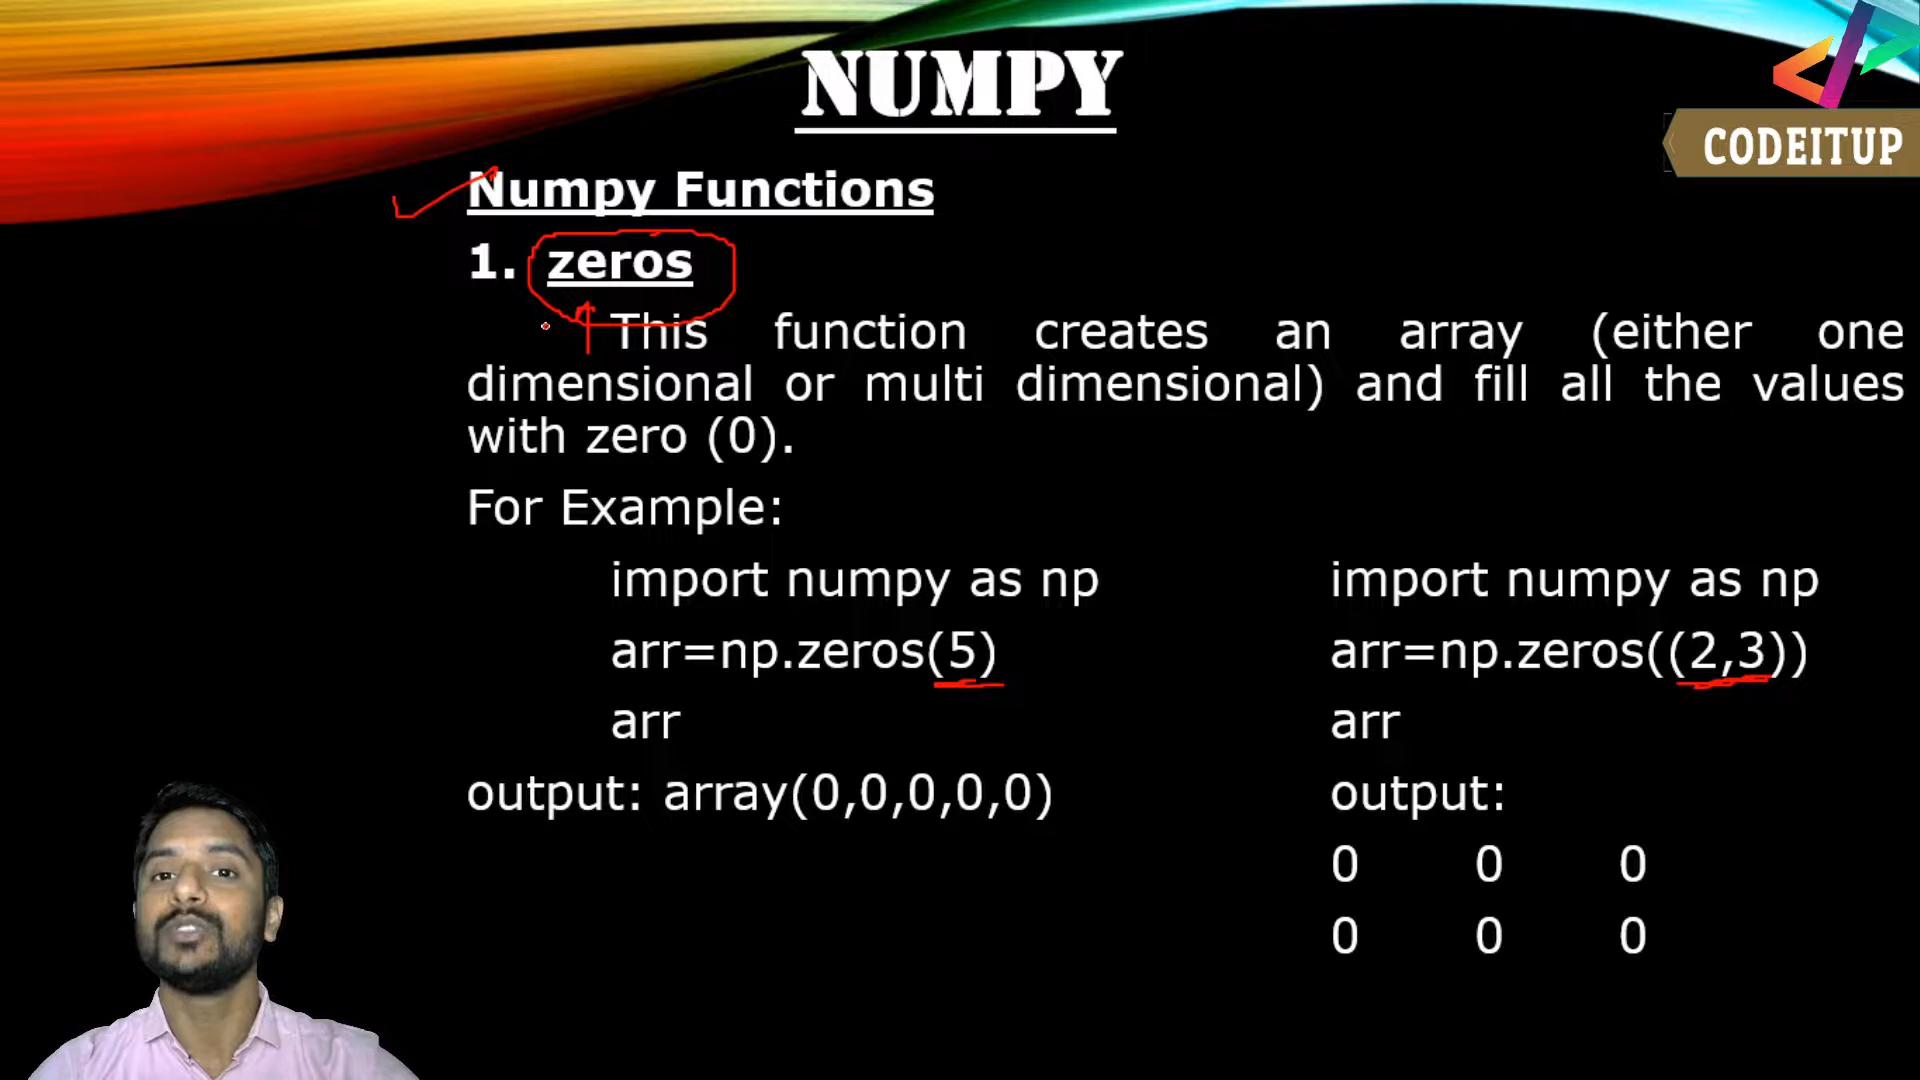 NUMPY
CODEITUP
Numpy Functions
1. zeros
This function creates an array (either one
dimensional or multi dimensional) and fill all the values
with zero (0).
For Example:
import numpy as np
arr=np.zeros(5)
arr
output: array(0,0,0,0,0)
import numpy as np
arr=np.zeros((2,3))
arr
output:
0 0 0
0 0 0